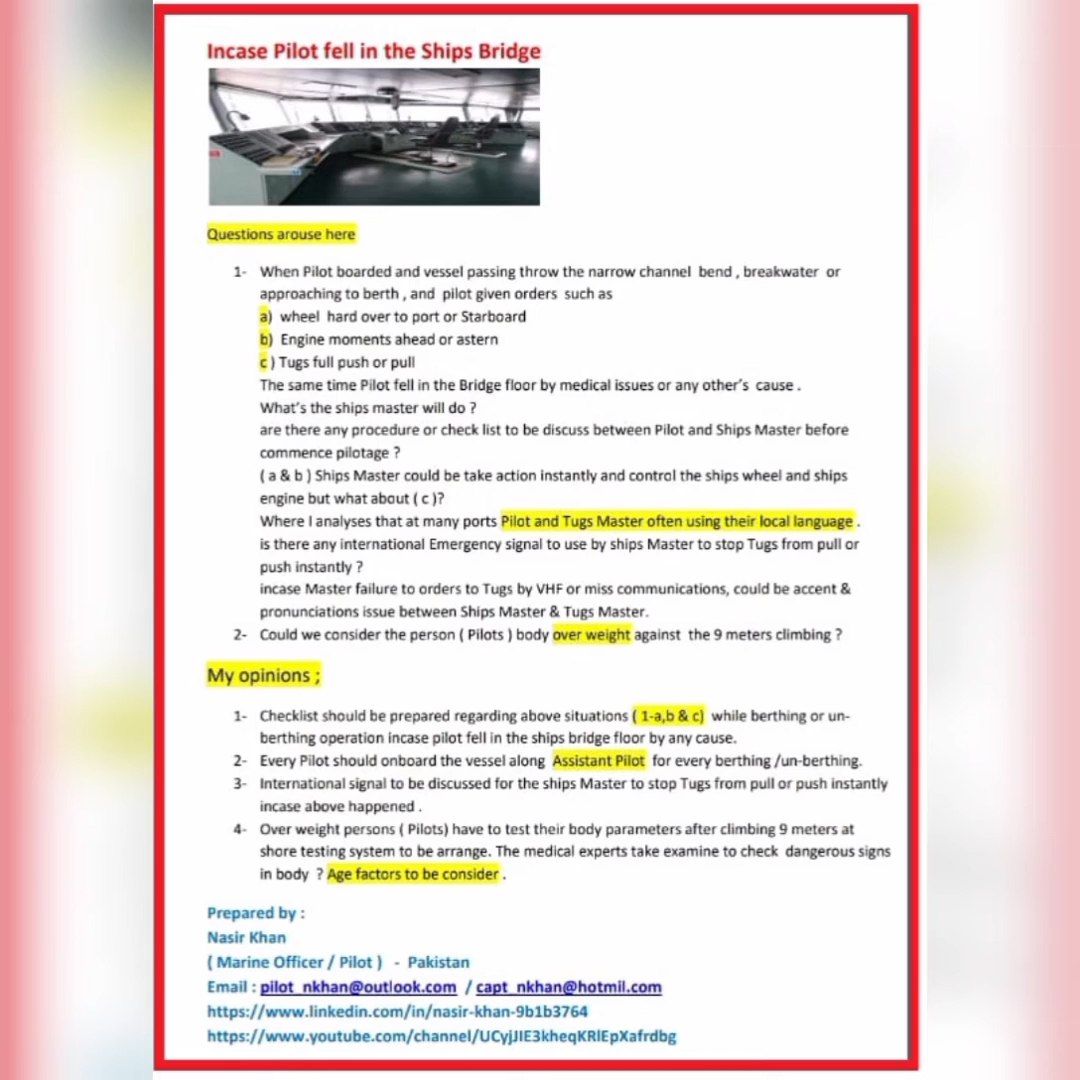 Incase Pilot fell in the Ships Bridge
Questions arouse here
1- When Pilot boarded and vessel passing throw the narrow channel bend , breakwater or
approaching to berth , and pilot given orders such as
a) wheel hard over to port or Starboard
b) Engine moments ahead or astern
c ) Tugs full push or pull
The same time Pilot fell in the Bridge floor by medical issues or any other's cause .
What's the ships master will do ?
are there any procedure or check list to be discuss between Pilot and Ships Master before
commence pilotage ?
( a & b ) Ships Master could be take action instantly and control the ships wheel and ships
engine but what about ( c )?
Where I analyses that at many ports Pilot and Tugs Master often using their local language .
is there any international Emergency signal to use by ships Master to stop Tugs from pull or
push instantly ?
incase Master failure to orders to Tugs by VHF or miss communications, could be accent &
pronunciations issue between Ships Master & Tugs Master.
2- Could we consider the person ( Pilots ) body over weight against the 9 meters climbing ?
My opinions ;
1- Checklist should be prepared regarding above situations ( 1-a,b & c) while berthing or un-
berthing operation incase pilot fell in the ships bridge floor by any cause.
2- Every Pilot should onboard the vessel along Assistant Pilot for every berthing /un-berthing.
3- International signal to be discussed for the ships Master to stop Tugs from pull or push instantly
incase above happened .
4- Over weight persons ( Pilots) have to test their body parameters after climbing 9 meters at
shore testing system to be arrange. The medical experts take examine to check dangerous signs
in body ? Age factors to be consider .
Prepared by :
Nasir Khan
( Marine Officer / Pilot ) - Pakistan
Email : pilot_nkhan@outlook.com / capt_nkhan@hotmil.com
https://www.linkedin.com/in/nasir-khan-9b1b3764
https://www.youtube.com/channel/UCyjJIE3kheqKRlEpXafrdbg